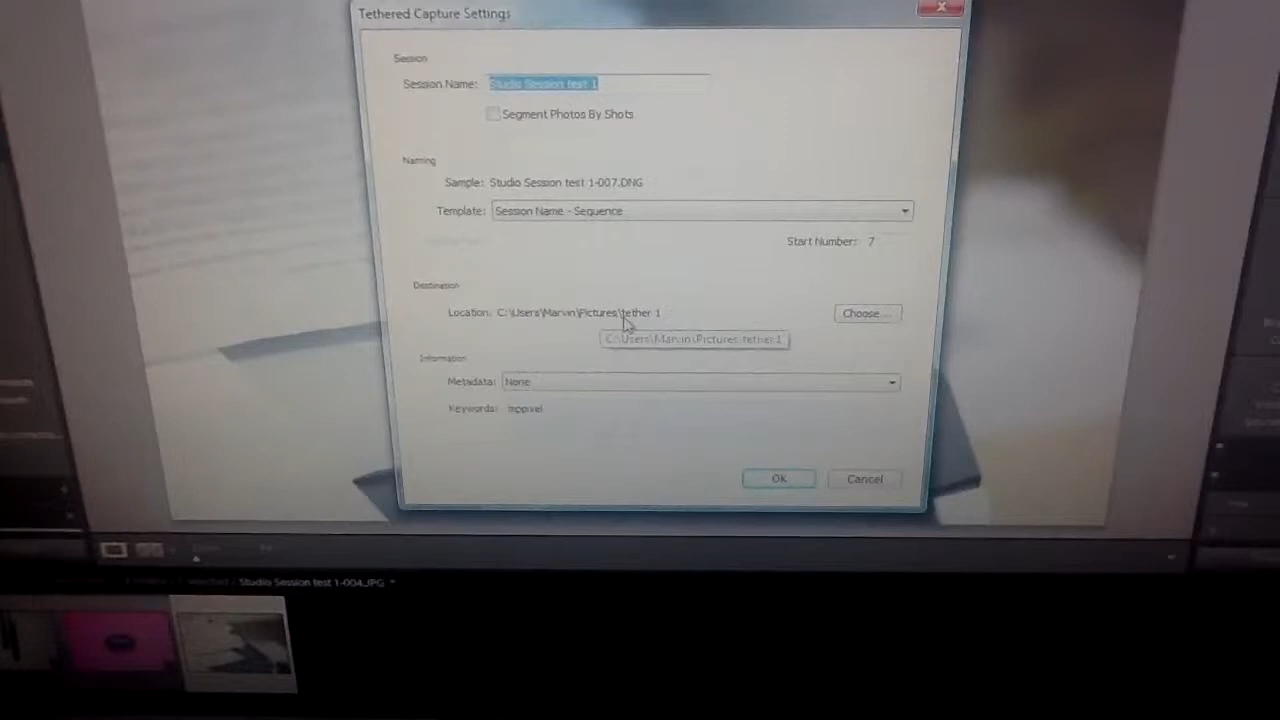 Tethered Capture Settings
Session
Session Name: Studio Session test 1
Segment Photos By Shots
Naming
Sample: Studio Session test 1-007.DNG
Template: Session Name - Sequence
Start Number: 7
Destination
Location: C:\Users\Marvin\Pictures\tether 1
Choose...
C:\Users\Marvin\Pictures\tether 1
Information
Metadata: None
Keywords: mppixel
OK
Cancel
selected / Studio Session test 1-004.JPG